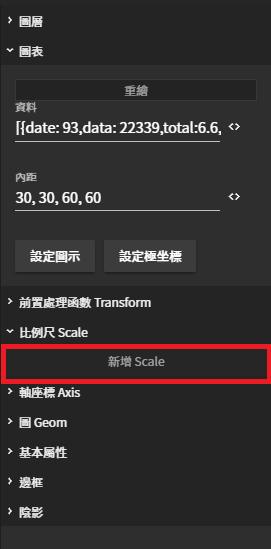 圖層
圖表
重繪
資料
[{date: 93,data: 22339,total:6.6,
內距
30, 30, 60, 60
設定圖示
設定極坐標
前置處理函數 Transform
比例尺 Scale
新增 Scale
軸座標 Axis
圖 Geom
基本屬性
邊框
陰影